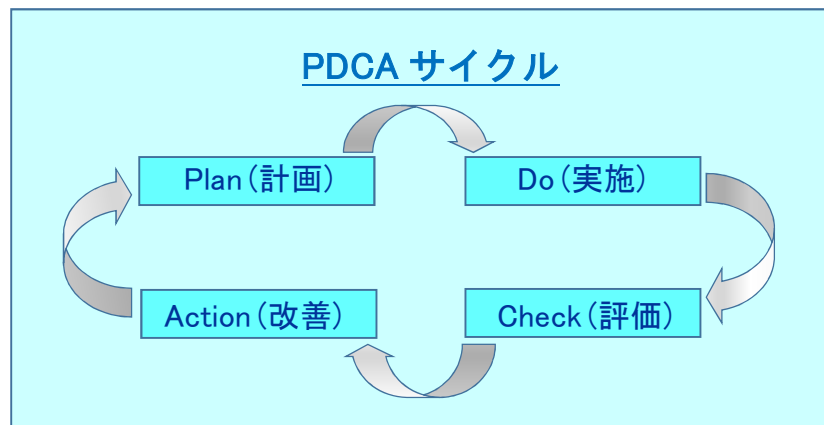 PDCA サイクル
Plan（計画）
Do（実施）
Action（改善）
Check（評価）